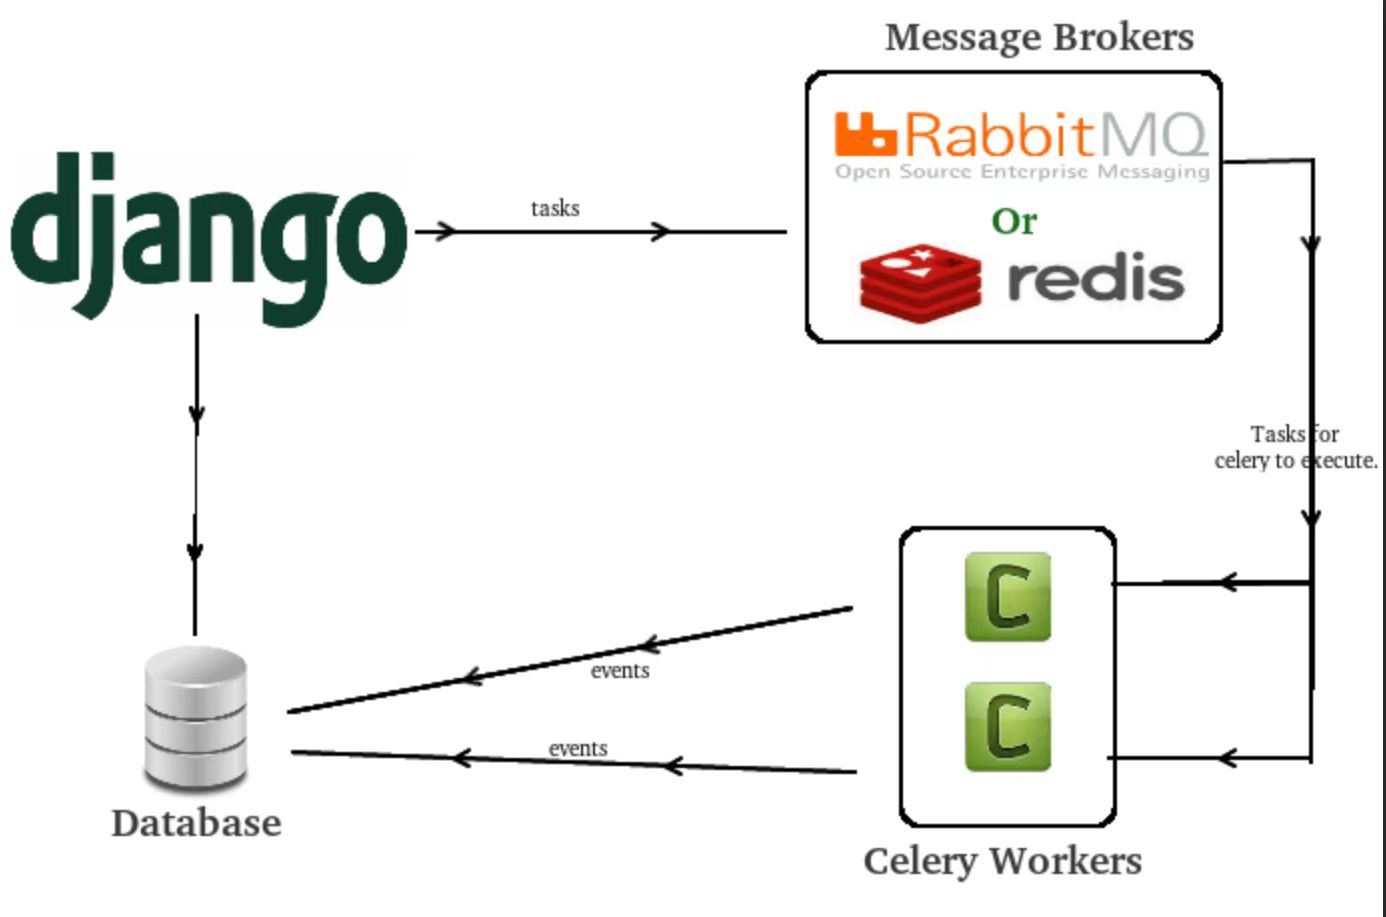 Message Brokers
RabbitMQ
Open Source Enterprise Messaging
django
tasks
Or
redis
Tasks for
celery to execute.
C
events
C
events
Database
Celery Workers